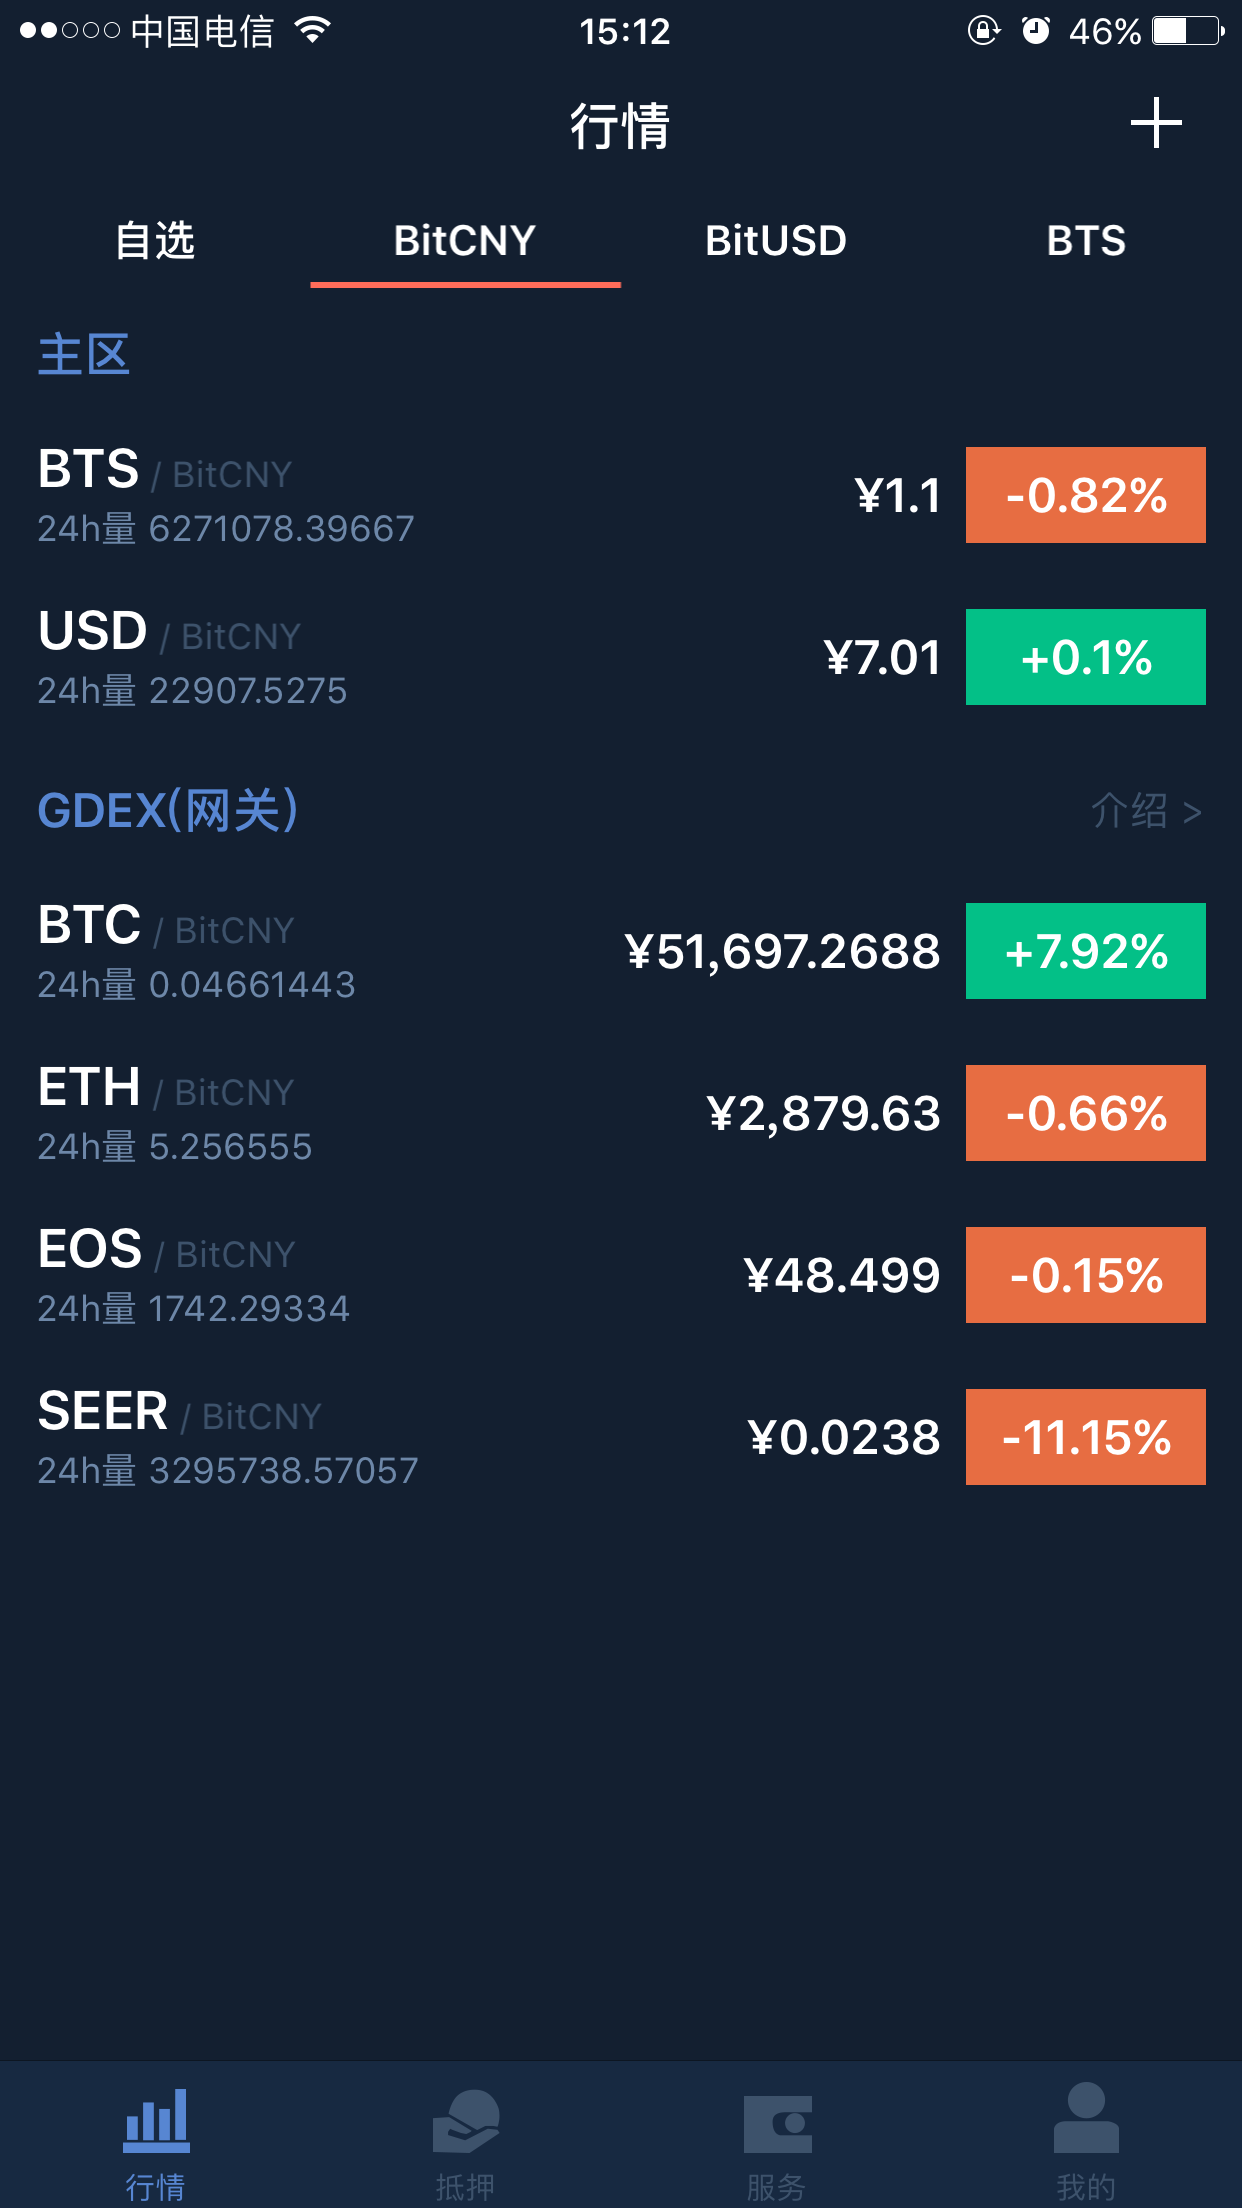 中国电信 15:12 46%
行情
自选 BitCNY BitUSD BTS
主区
BTS / BitCNY
24h量 6271078.39667
¥1.1 -0.82%
USD / BitCNY
24h量 22907.5275
¥7.01 +0.1%
GDEX(网关) 介绍 >
BTC / BitCNY
24h量 0.04661443
¥51,697.2688 +7.92%
ETH / BitCNY
24h量 5.256555
¥2,879.63 -0.66%
EOS / BitCNY
24h量 1742.29334
¥48.499 -0.15%
SEER / BitCNY
24h量 3295738.57057
¥0.0238 -11.15%
行情 抵押 服务 我的